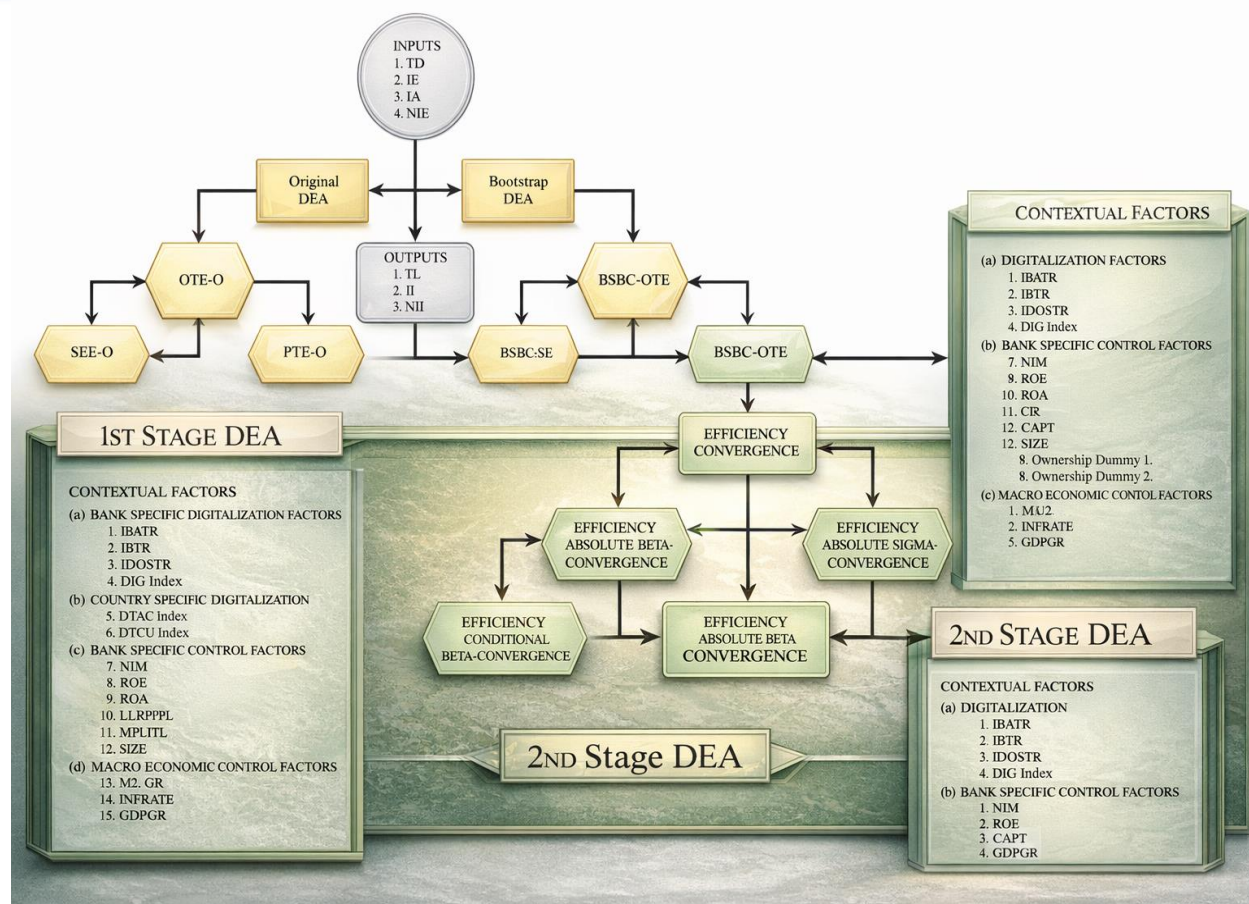 INPUTS
1. TD
2. IE
3. IA
4. NIE
Original
DEA
Bootstrap
DEA
OTE-O
OUTPUTS
1. TL
2. II
3. NII
BSBC-OTE
SEE-O
PTE-O
BSBC:SE
BSBC-OTE
CONTEXTUAL FACTORS
(a) DIGITALIZATION FACTORS
1. IBATR
2. IBTR
3. IDOSTR
4. DIG Index
(b) BANK SPECIFIC CONTROL FACTORS
7. NIM
9. ROE
10. ROA
11. CIR
12. CAPT
12. SIZE
8. Ownership Dummy 1.
8. Ownership Dummy 2.
(c) MACRO ECONOMIC CONTOL FACTORS
1. MU2
2. INFRATE
5. GDPGR
1ST STAGE DEA
CONTEXTUAL FACTORS
(a) BANK SPECIFIC DIGITALIZATION FACTORS
1. IBATR
2. IBTR
3. IDOSTR
4. DIG Index
(b) COUNTRY SPECIFIC DIGITALIZATION
5. DTAC Index
6. DTCU Index
(c) BANK SPECIFIC CONTROL FACTORS
7. NIM
8. ROE
9. ROA
10. LLRPPPL
11. MPLITL
12. SIZE
(d) MACRO ECONOMIC CONTROL FACTORS
13. M2. GR
14. INFRATE
15. GDPGR
EFFICIENCY
CONVERGENCE
EFFICIENCY
ABSOLUTE BETA-
CONVERGENCE
EFFICIENCY
ABSOLUTE SIGMA-
CONVERGENCE
EFFICIENCY
CONDITIONAL
BETA-CONVERGENCE
EFFICIENCY
ABSOLUTE BETA
CONVERGENCE
2ND Stage DEA
2ND STAGE DEA
CONTEXTUAL FACTORS
(a) DIGITALIZATION
1. IBATR
2. IBTR
3. IDOSTR
4. DIG Index
(b) BANK SPECIFIC CONTROL FACTORS
1. NIM
2. ROE
3. CAPT
4. GDPGR